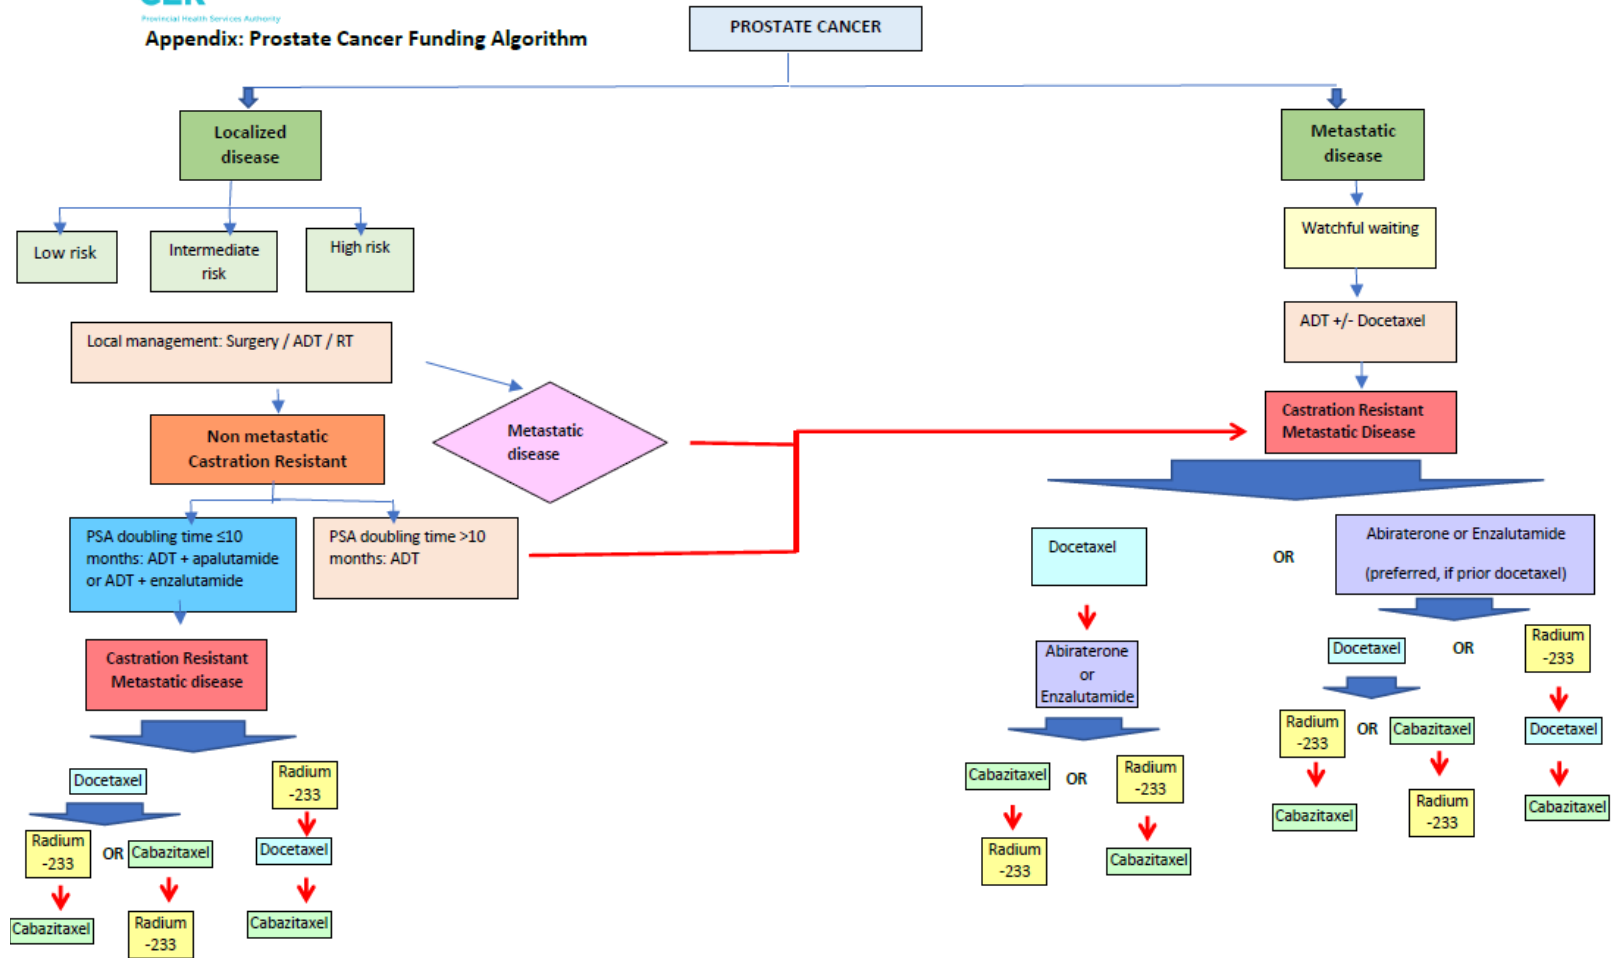 Provincial Health Services Authority
Appendix: Prostate Cancer Funding Algorithm
PROSTATE CANCER
Localized
disease
Low risk
Intermediate
risk
High risk
Local management: Surgery / ADT / RT
Metastatic
disease
Non metastatic
Castration Resistant
PSA doubling time ≤10
months: ADT + apalutamide
or ADT + enzalutamide
PSA doubling time >10
months: ADT
Castration Resistant
Metastatic disease
Docetaxel
Radium
-233
Radium
-233
OR
Cabazitaxel
Docetaxel
Cabazitaxel
Radium
-233
Cabazitaxel
Metastatic
disease
Watchful waiting
ADT +/- Docetaxel
Castration Resistant
Metastatic Disease
Docetaxel
OR
Abiraterone or Enzalutamide
(preferred, if prior docetaxel)
Abiraterone
or
Enzalutamide
Cabazitaxel
OR
Radium
-233
Radium
-233
Cabazitaxel
Docetaxel
OR
Radium
-233
Radium
-233
OR
Cabazitaxel
Docetaxel
Cabazitaxel
Radium
-233
Cabazitaxel